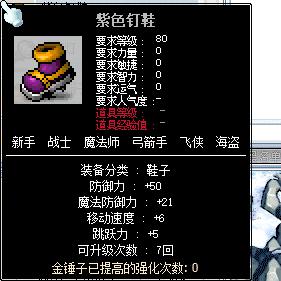 紫色钉鞋
要求等级： 80
要求力量： 0
要求敏捷： 0
要求智力： 0
要求运气： 0
要求人气度：-
道具等级： -
道具经验值：-
新手 战士 魔法师 弓箭手 飞侠 海盗
装备分类：鞋子
防御力：+50
魔法防御力：+21
移动速度：+6
跳跃力：+5
可升级次数：7回
金锤子已提高的强化次数：0